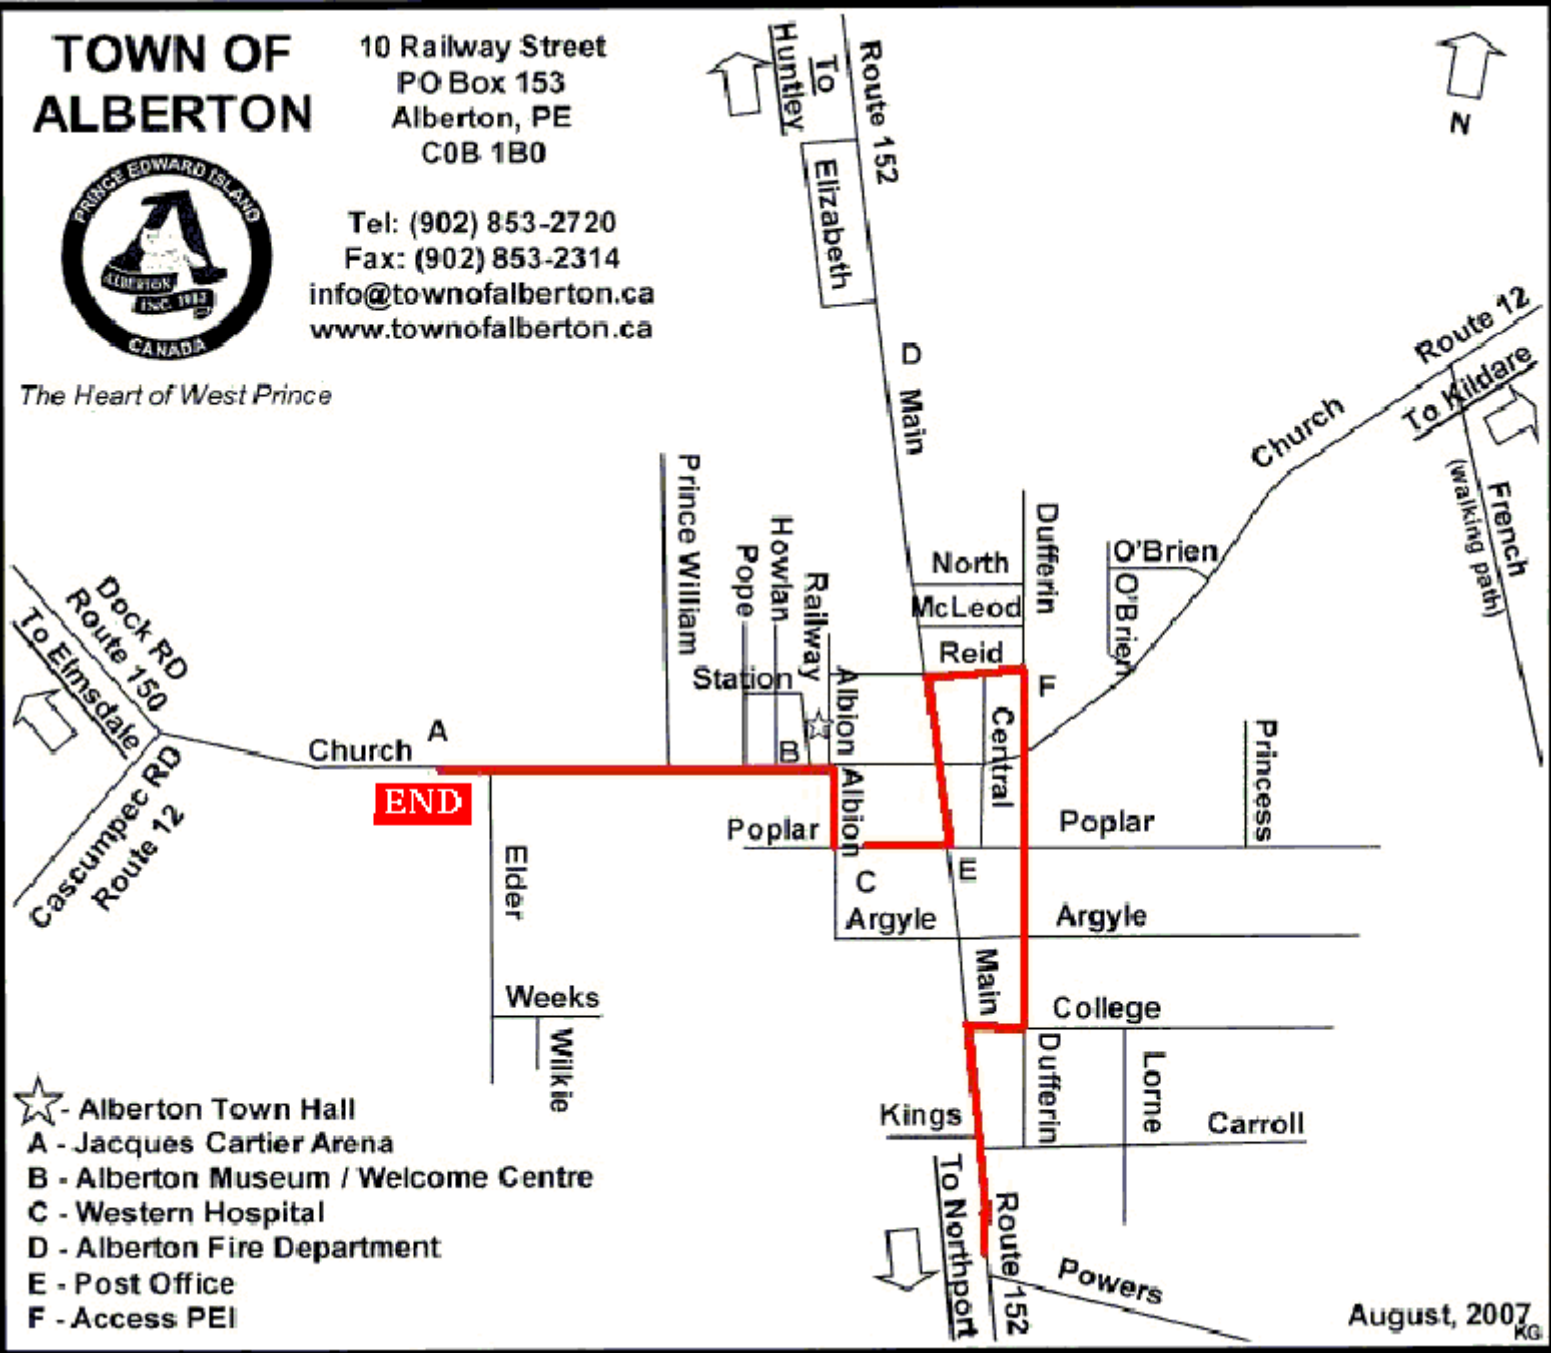 TOWN OF
ALBERTON
10 Railway Street
PO Box 153
Alberton, PE
C0B 1B0
Tel: (902) 853-2720
Fax: (902) 853-2314
info@townofalberton.ca
www.townofalberton.ca
PRINCE EDWARD ISLAND
ALBERTON
INC. 1913
CANADA
The Heart of West Prince
To
Huntley
Route 152
Elizabeth
N
D
Main
Route 12
To Kildare
Church
French
(walking path)
Prince William
Pope
Howlan
Railway
Station
North
McLeod
Reid
Dufferin
O'Brien
O'Brien
F
Albion
Central
Princess
Dock RD
Route 150
To Elmsdale
Cascumpec RD
Route 12
Church
A
B
END
Albion
Poplar
Poplar
E
C
Argyle
Argyle
Elder
Main
College
Weeks
Wilkie
Dufferin
Lorne
Kings
Carroll
To Northport
Route 152
Powers
- Alberton Town Hall
A - Jacques Cartier Arena
B - Alberton Museum / Welcome Centre
C - Western Hospital
D - Alberton Fire Department
E - Post Office
F - Access PEI
August, 2007
KG